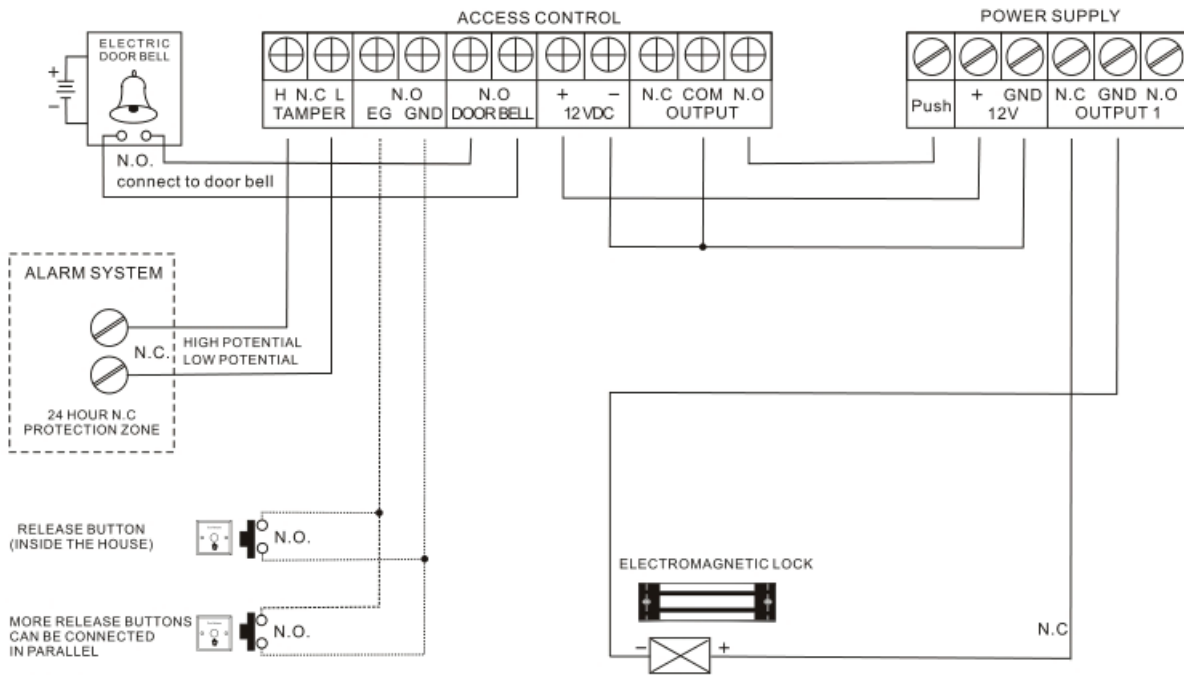 ACCESS CONTROL
POWER SUPPLY
ELECTRIC
DOOR BELL
+
−
H N.C L
TAMPER
N.O
EG GND
N.O
DOOR BELL
+ −
12 VDC
N.C COM N.O
OUTPUT
Push
+ GND
12V
N.C GND N.O
OUTPUT 1
N.O.
connect to door bell
ALARM SYSTEM
N.C.
HIGH POTENTIAL
LOW POTENTIAL
24 HOUR N.C
PROTECTION ZONE
RELEASE BUTTON
(INSIDE THE HOUSE)
N.O.
MORE RELEASE BUTTONS
CAN BE CONNECTED
IN PARALLEL
N.O.
ELECTROMAGNETIC LOCK
− +
N.C